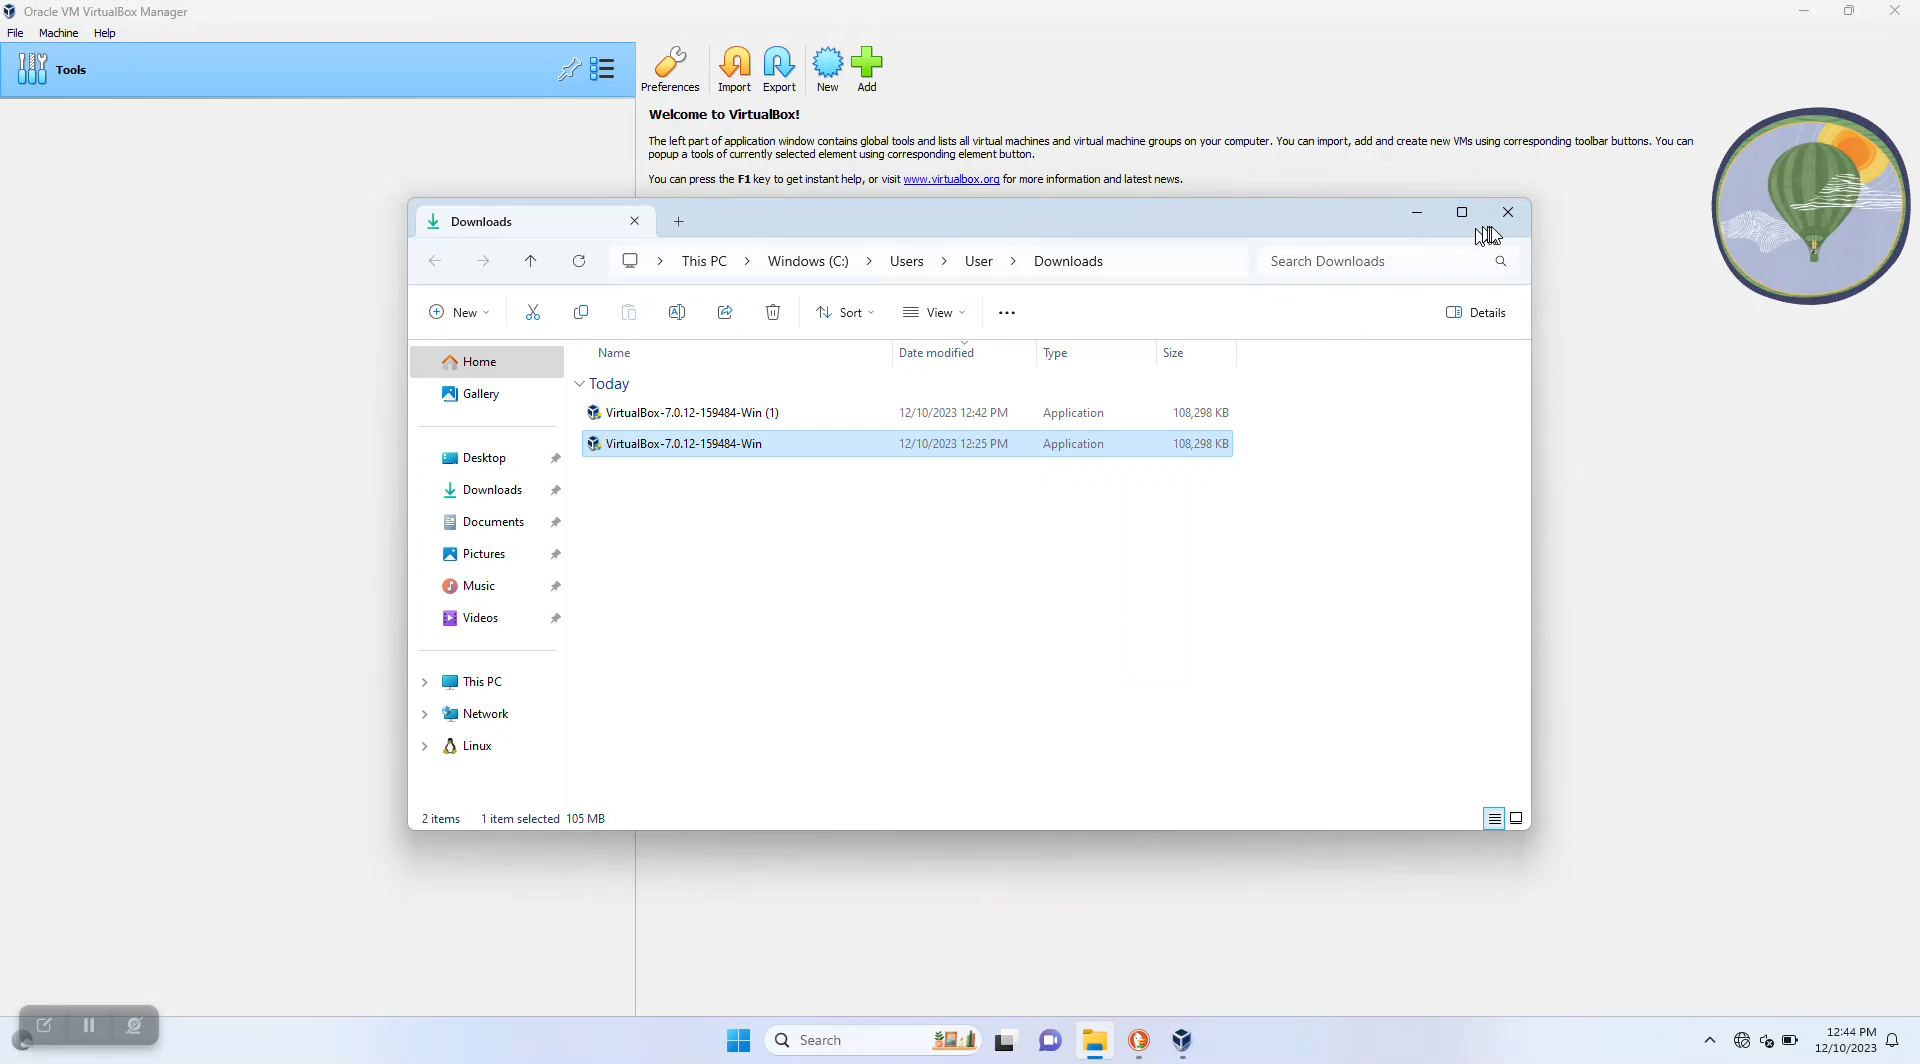 Oracle VM VirtualBox Manager
File Machine Help
Tools
Preferences Import Export New Add
Welcome to VirtualBox!
The left part of application window contains global tools and lists all virtual machines and virtual machine groups on your computer. You can import, add and create new VMs using corresponding toolbar buttons. You can
popup a tools of currently selected element using corresponding element button.
You can press the F1 key to get instant help, or visit www.virtualbox.org for more information and latest news.
Downloads
This PC > Windows (C:) > Users > User > Downloads
Search Downloads
New Sort View Details
Name Date modified Type Size
Today
VirtualBox-7.0.12-159484-Win (1) 12/10/2023 12:42 PM Application 108,298 KB
VirtualBox-7.0.12-159484-Win 12/10/2023 12:25 PM Application 108,298 KB
Home
Gallery
Desktop
Downloads
Documents
Pictures
Music
Videos
This PC
Network
Linux
2 items 1 item selected 105 MB
Search
12:44 PM
12/10/2023